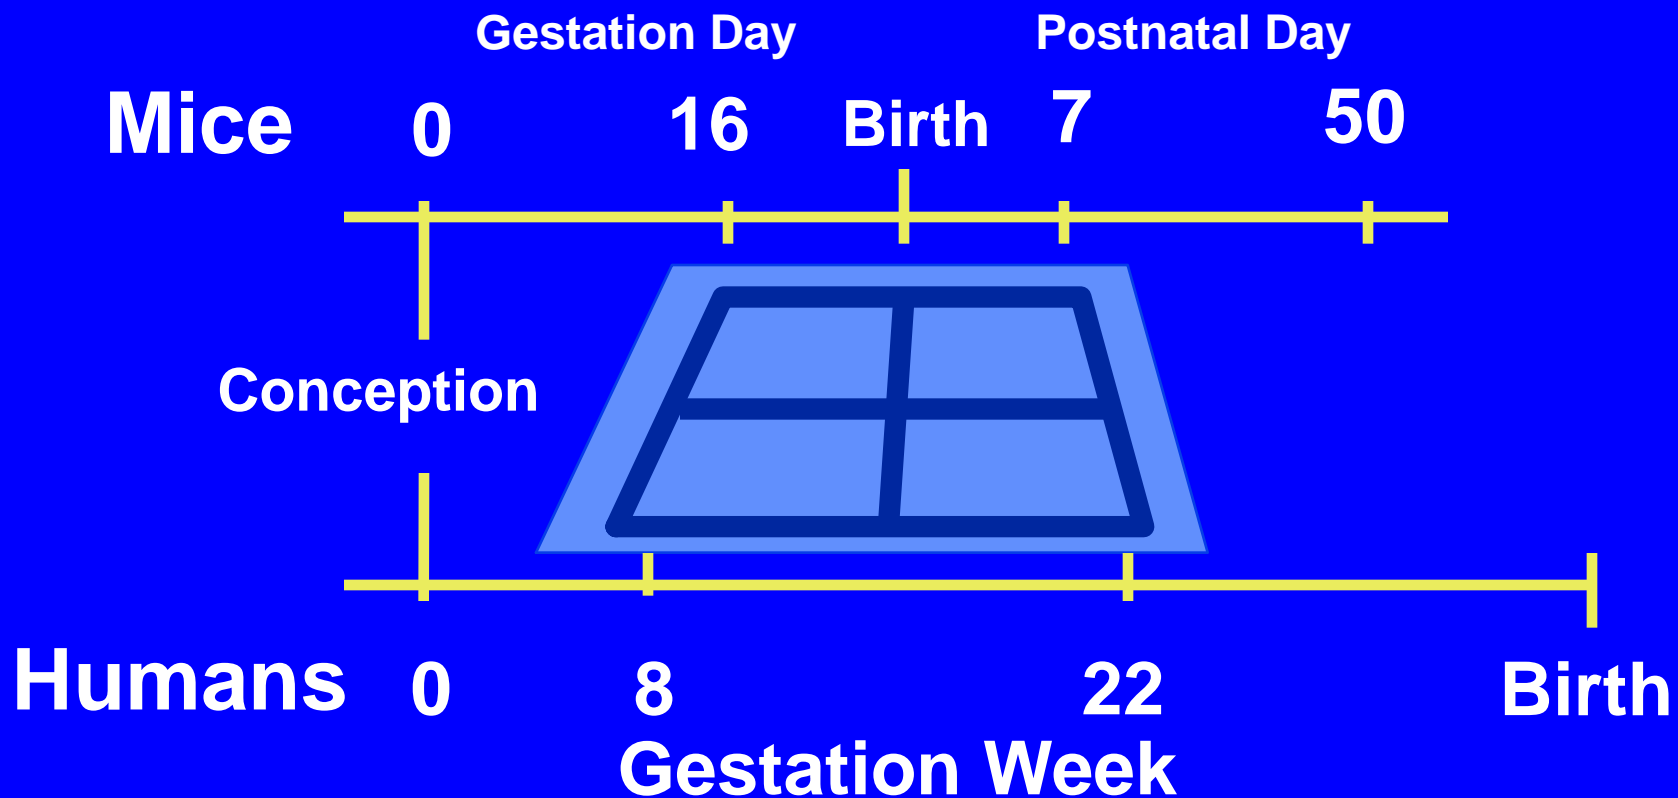 Gestation Day Postnatal Day
Mice 0 16 Birth 7 50
Conception
Humans 0 8 22 Birth
Gestation Week